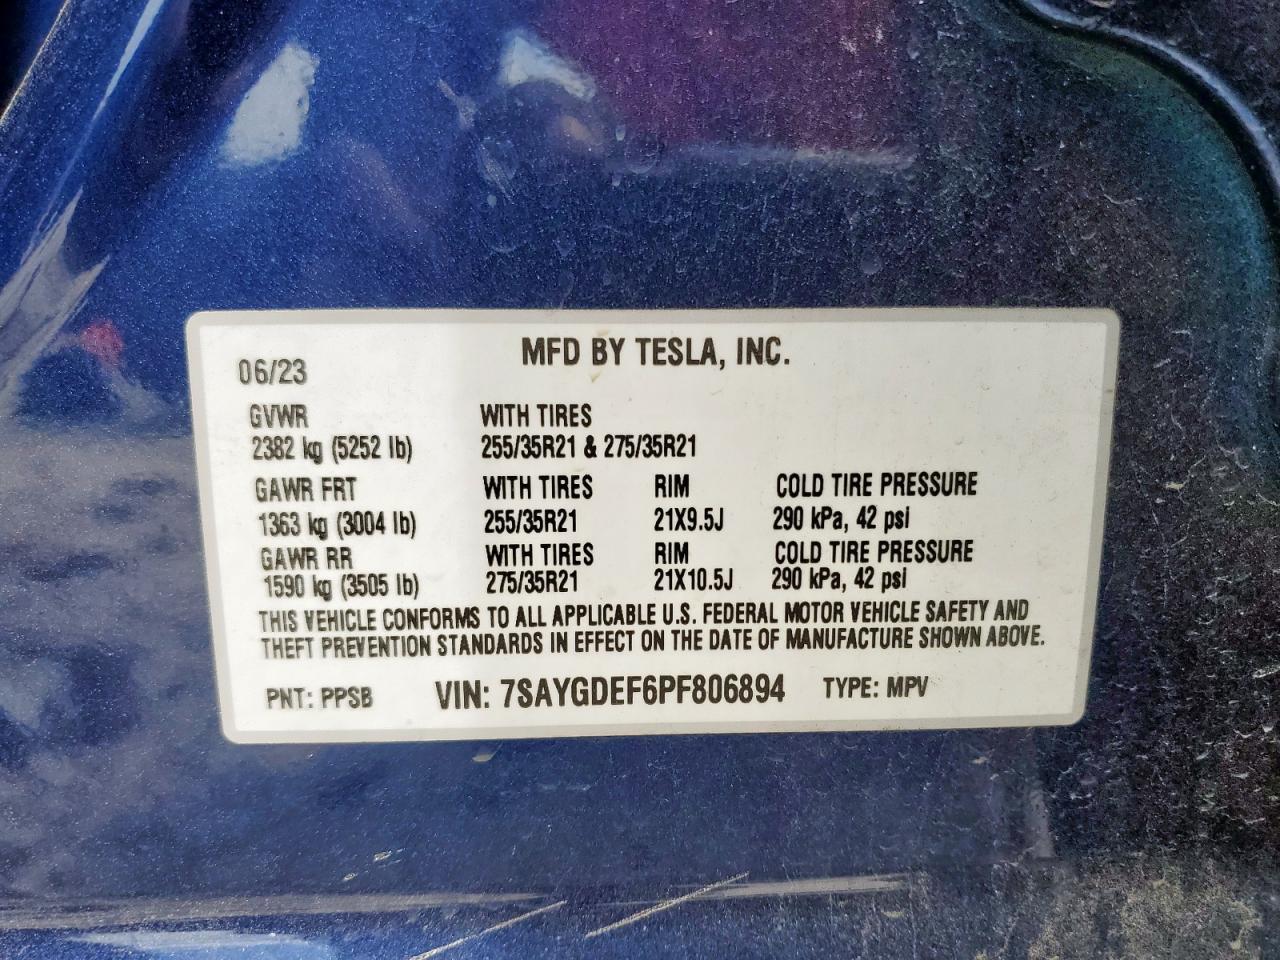 MFD BY TESLA, INC.
06/23
GVWR WITH TIRES
2382 kg (5252 lb) 255/35R21 & 275/35R21
GAWR FRT WITH TIRES RIM COLD TIRE PRESSURE
1363 kg (3004 lb) 255/35R21 21X9.5J 290 kPa, 42 psi
GAWR RR WITH TIRES RIM COLD TIRE PRESSURE
1590 kg (3505 lb) 275/35R21 21X10.5J 290 kPa, 42 psi
THIS VEHICLE CONFORMS TO ALL APPLICABLE U.S. FEDERAL MOTOR VEHICLE SAFETY AND
THEFT PREVENTION STANDARDS IN EFFECT ON THE DATE OF MANUFACTURE SHOWN ABOVE.
PNT: PPSB VIN: 7SAYGDEF6PF806894 TYPE: MPV